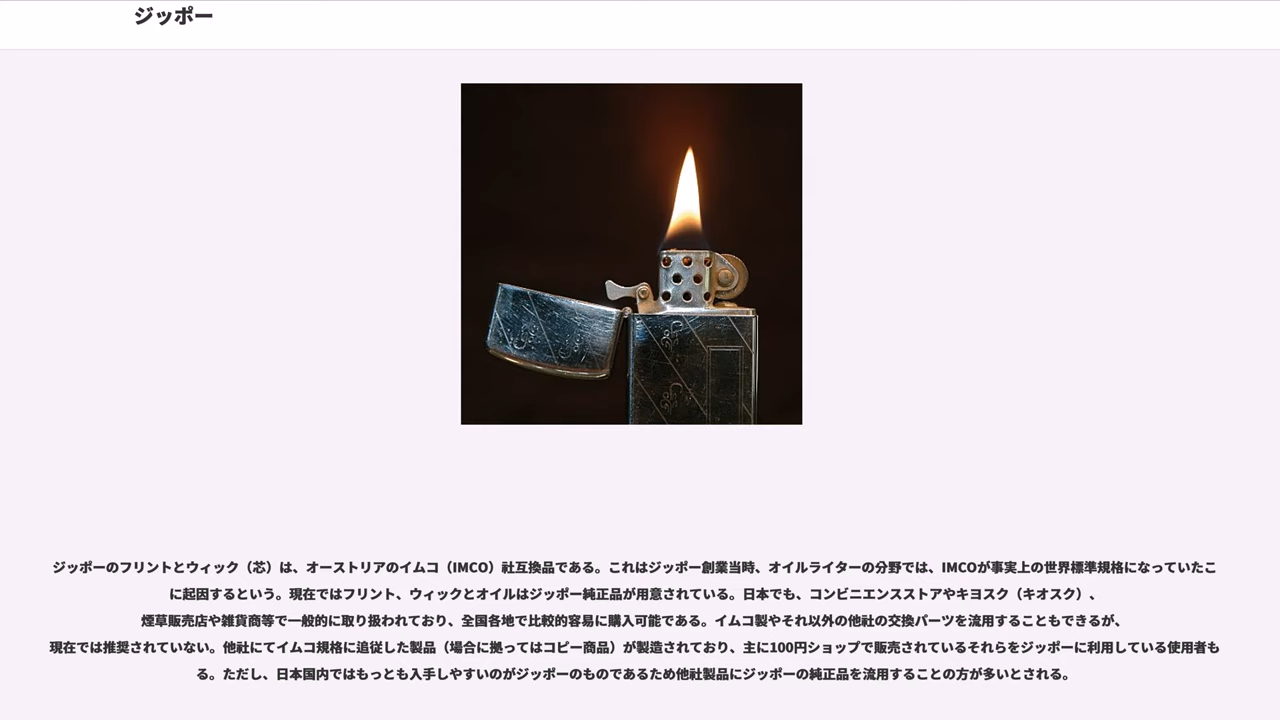 ジッポー
ジッポーのフリントとウィック（芯）は、オーストリアのイムコ（IMCO）社互換品である。これはジッポー創業当時、オイルライターの分野では、IMCOが事実上の世界標準規格になっていたこ
に起因するという。現在ではフリント、ウィックとオイルはジッポー純正品が用意されている。日本でも、コンビニエンスストアやキヨスク（キオスク）、
煙草販売店や雑貨商等で一般的に取り扱われており、全国各地で比較的容易に購入可能である。イムコ製やそれ以外の他社の交換パーツを流用することもできるが、
現在では推奨されていない。他社にてイムコ規格に追従した製品（場合に拠ってはコピー商品）が製造されており、主に100円ショップで販売されているそれらをジッポーに利用している使用者も
る。ただし、日本国内ではもっとも入手しやすいのがジッポーのものであるため他社製品にジッポーの純正品を流用することの方が多いとされる。